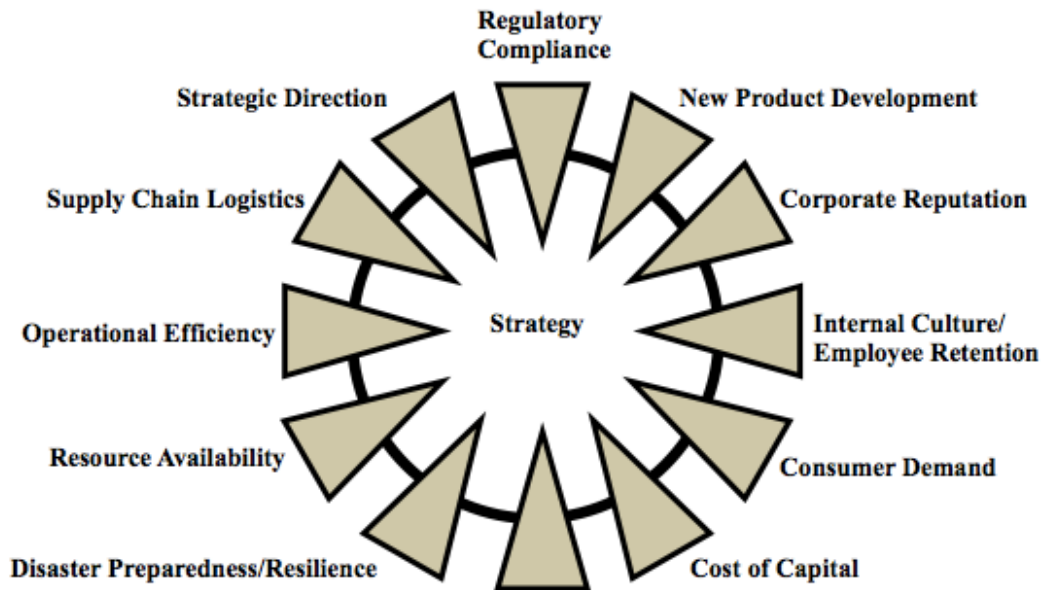 Regulatory
Compliance
Strategic Direction
New Product Development
Supply Chain Logistics
Corporate Reputation
Operational Efficiency
Strategy
Internal Culture/
Employee Retention
Resource Availability
Consumer Demand
Disaster Preparedness/Resilience
Cost of Capital